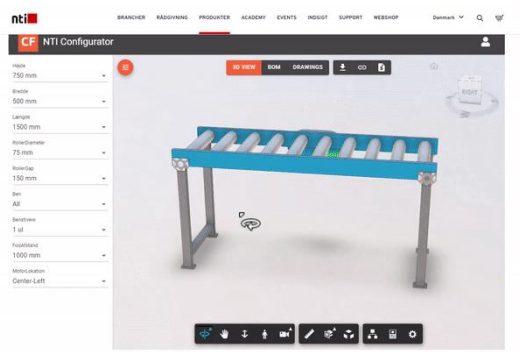 nti
BRANCHER RÅDGIVNING PRODUKTER ACADEMY EVENTS INDSIGT SUPPORT WEBSHOP Danmark
CF NTI Configurator
Højde
750 mm
Bredde
500 mm
Længde
1500 mm
RollerDiameter
75 mm
RollerGap
150 mm
Ben
All
Benstivere
1 ul
FodAfstand
1000 mm
MotorLokation
Center-Left
3D VIEW BOM DRAWINGS
RIGHT